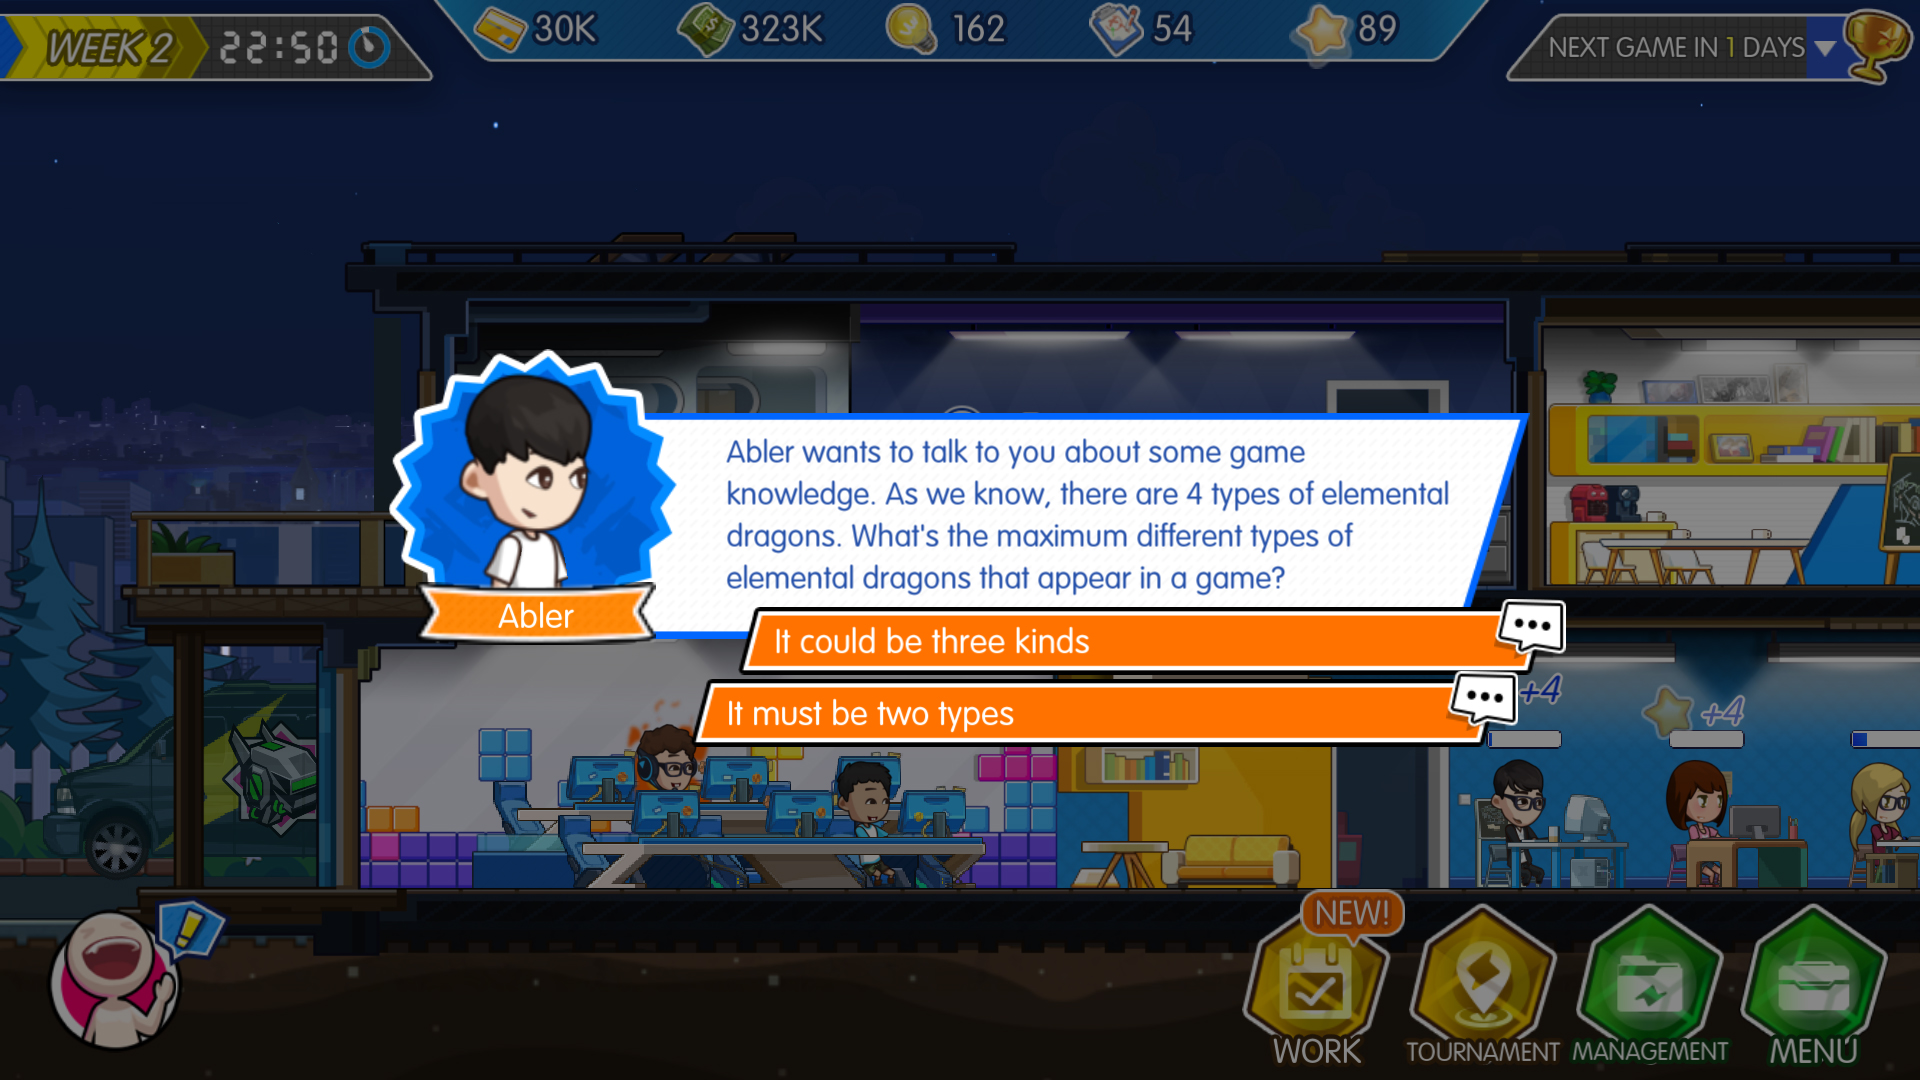 WEEK 2
22:50
30K
323K
162
54
89
NEXT GAME IN 1 DAYS
Abler wants to talk to you about some game
knowledge. As we know, there are 4 types of elemental
dragons. What's the maximum different types of
elemental dragons that appear in a game?
Abler
It could be three kinds
It must be two types
+4
+4
NEW!
WORK
TOURNAMENT
MANAGEMENT
MENU